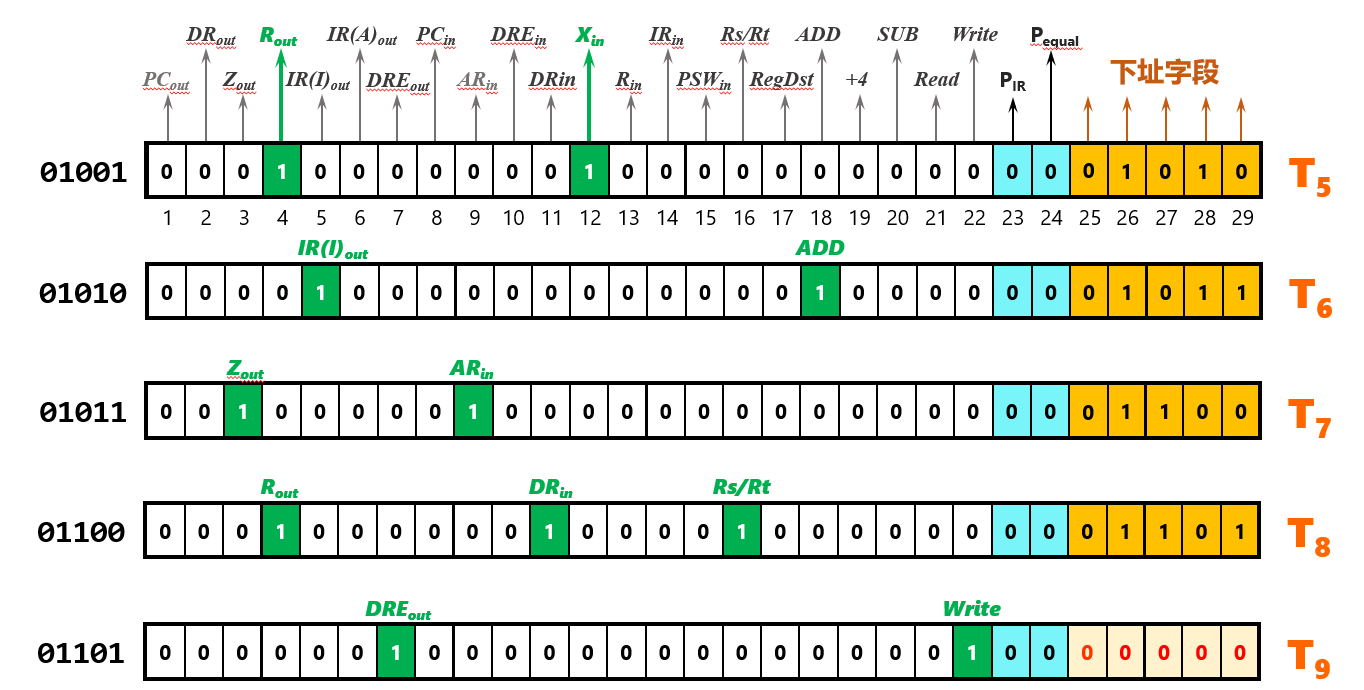 DRout Rout IR(A)out PCin DREin Xin IRin Rs/Rt ADD SUB Write Pequal
PCout Zout IR(I)out DREout ARin DRin Rin PSWin RegDst +4 Read PIR 下址字段
01001 0 0 0 1 0 0 0 0 0 0 0 1 0 0 0 0 0 0 0 0 0 0 0 0 0 1 0 1 0 T5
1 2 3 4 5 6 7 8 9 10 11 12 13 14 15 16 17 18 19 20 21 22 23 24 25 26 27 28 29
IR(I)out ADD
01010 0 0 0 0 1 0 0 0 0 0 0 0 0 0 0 0 0 1 0 0 0 0 0 0 0 1 0 1 1 T6
Zout ARin
01011 0 0 1 0 0 0 0 0 1 0 0 0 0 0 0 0 0 0 0 0 0 0 0 0 0 1 1 0 0 T7
Rout DRin Rs/Rt
01100 0 0 0 1 0 0 0 0 0 0 1 0 0 0 0 1 0 0 0 0 0 0 0 0 0 1 1 0 1 T8
DREout Write
01101 0 0 0 0 0 0 1 0 0 0 0 0 0 0 0 0 0 0 0 0 0 1 0 0 0 0 0 0 0 T9